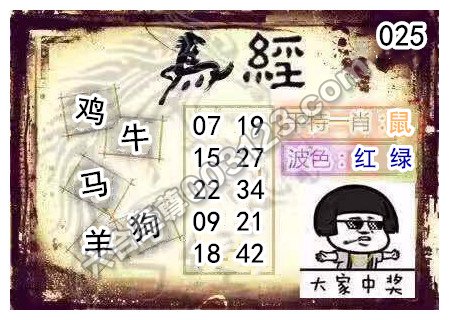 025
馬經
鸡
牛
马
羊
狗
07 19
15 27
22 34
09 21
18 42
特一肖:鼠
波色:红 绿
大家中奖